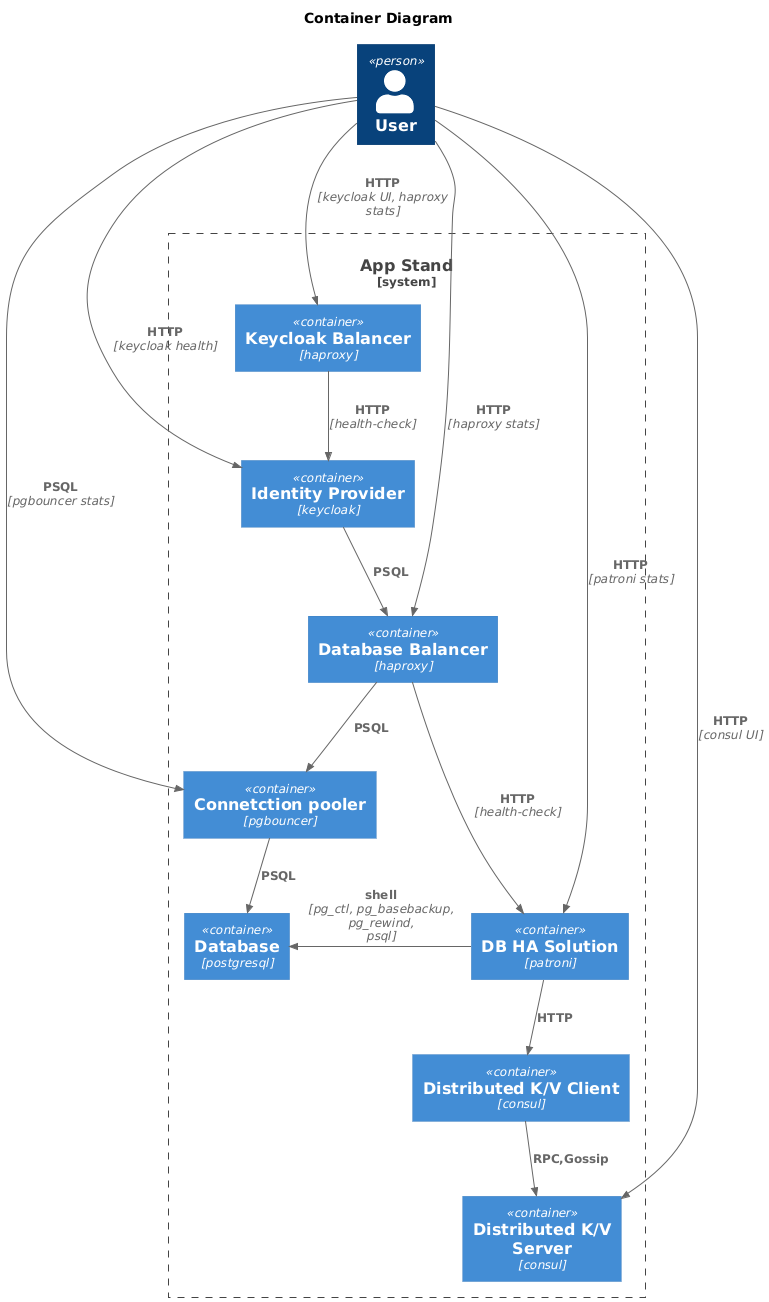 Container Diagram
«person»
User
HTTP
[keycloak UI, haproxy
stats]
App Stand
[system]
«container»
Keycloak Balancer
[haproxy]
HTTP
[keycloak health]
HTTP
[health-check]
HTTP
[haproxy stats]
«container»
Identity Provider
[keycloak]
PSQL
[pgbouncer stats]
PSQL
HTTP
[patroni stats]
«container»
Database Balancer
[haproxy]
PSQL
HTTP
[consul UI]
«container»
Connetction pooler
[pgbouncer]
HTTP
[health-check]
PSQL
shell
[pg_ctl, pg_basebackup,
pg_rewind,
psql]
«container»
Database
[postgresql]
«container»
DB HA Solution
[patroni]
HTTP
«container»
Distributed K/V Client
[consul]
RPC,Gossip
«container»
Distributed K/V
Server
[consul]